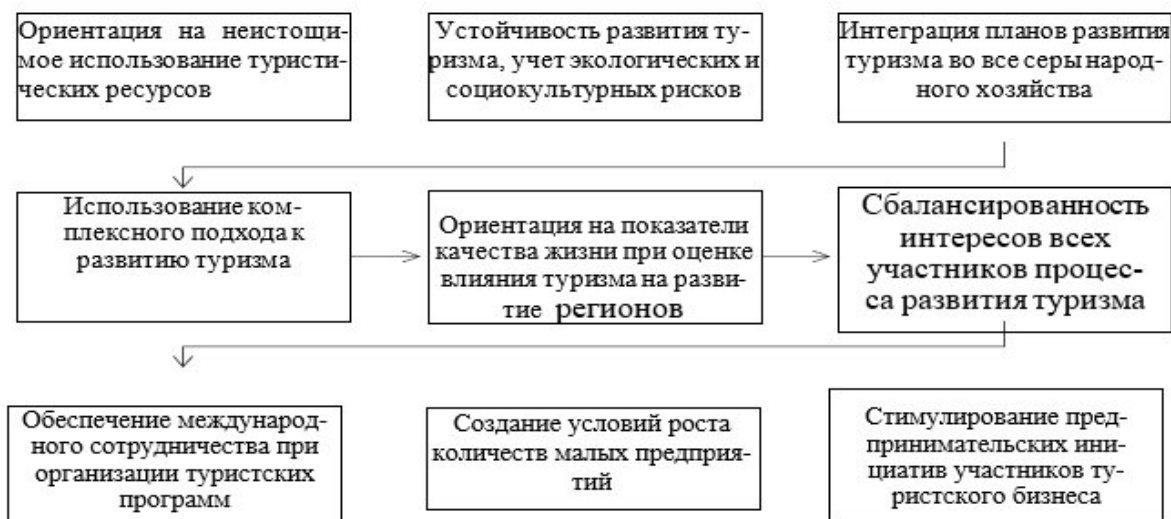 Ориентация на неистощи-
мое использование туристи-
ческих ресурсов
Устойчивость развития ту-
ризма, учет экологических и
социокультурных рисков
Интеграция планов развития
туризма во все серы народ-
ного хозяйства
Использование ком-
плексного подхода к
развитию туризма
Ориентация на показатели
качества жизни при оценке
влияния туризма на разви-
тие регионов
Сбалансированность
интересов всех
участников процес-
са развития туризма
Обеспечение международ-
ного сотрудничества при
организации туристских
программ
Создание условий роста
количеств малых предприя-
тий
Стимулирование пред-
принимательских ини-
циатив участников ту-
ристского бизнеса